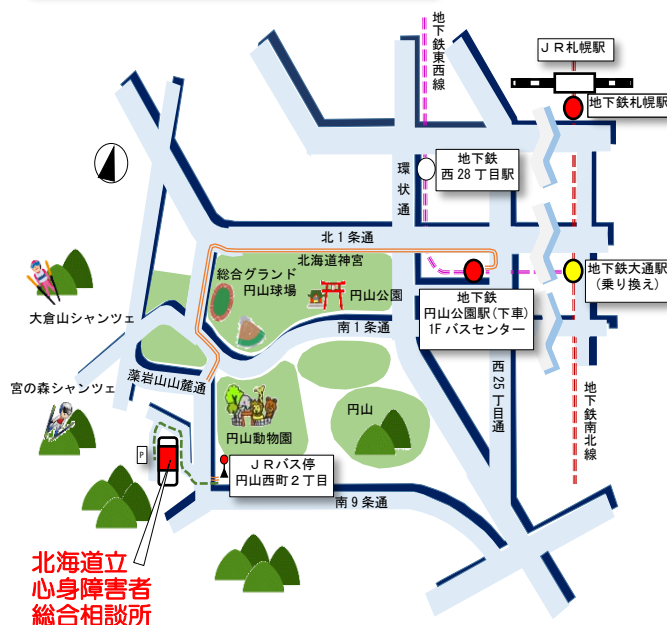 地下鉄東西線
JR札幌駅
地下鉄札幌駅
地下鉄
西28丁目駅
環状通
北1条通
北海道神宮
総合グランド
円山球場
円山公園
地下鉄大通駅
(乗り換え)
地下鉄
円山公園駅(下車)
1Fバスセンター
大倉山シャンツェ
南1条通
藻岩山山麓通
西25丁目通
地下鉄南北線
宮の森シャンツェ
円山
円山動物園
P
JRバス停
円山西町2丁目
南9条通
北海道立
心身障害者
総合相談所